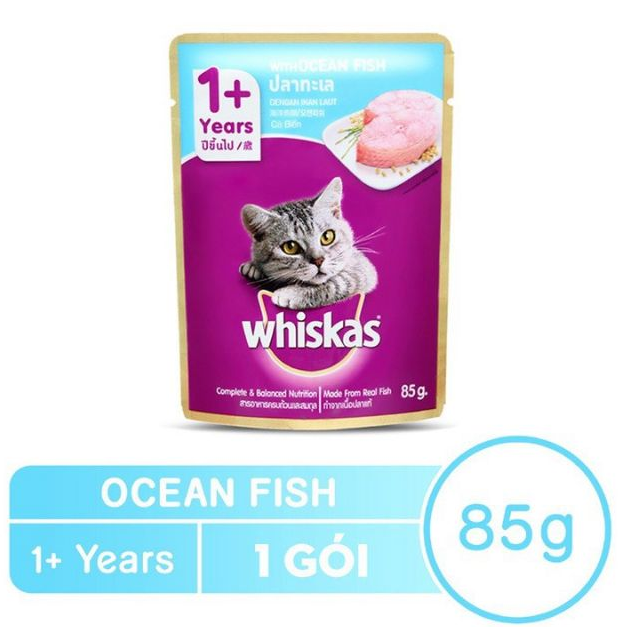 WITH OCEAN FISH
ปลาทะเล
DENGAN IKAN LAUT
Cá Biển
1+
Years
ปีขึ้นไป / 歲
whiskas®
Complete & Balanced Nutrition | Made From Real Fish
สารอาหารครบถ้วนและสมดุล | ทำจากเนื้อปลาแท้
85 g.
OCEAN FISH
1+ Years
1 GÓI
85g